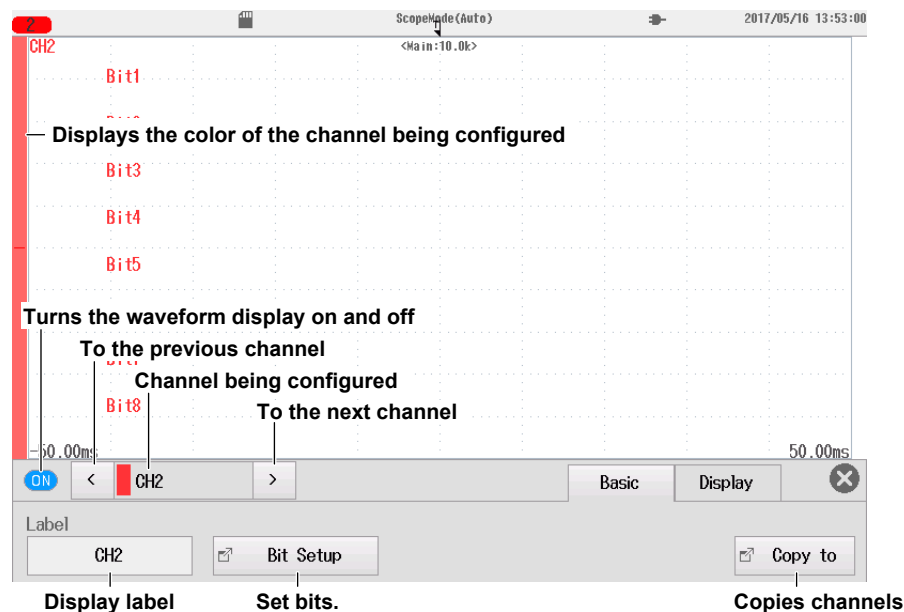 2 ScopeMode(Auto) 2017/05/16 13:53:00
CH2 <Main:10.0k>
Bit1
Displays the color of the channel being configured
Bit3
Bit4
Bit5
Turns the waveform display on and off
To the previous channel
Channel being configured
Bit8
To the next channel
-50.00ms 50.00ms
ON < CH2 > Basic Display
Label
CH2 Bit Setup Copy to
Display label Set bits. Copies channels